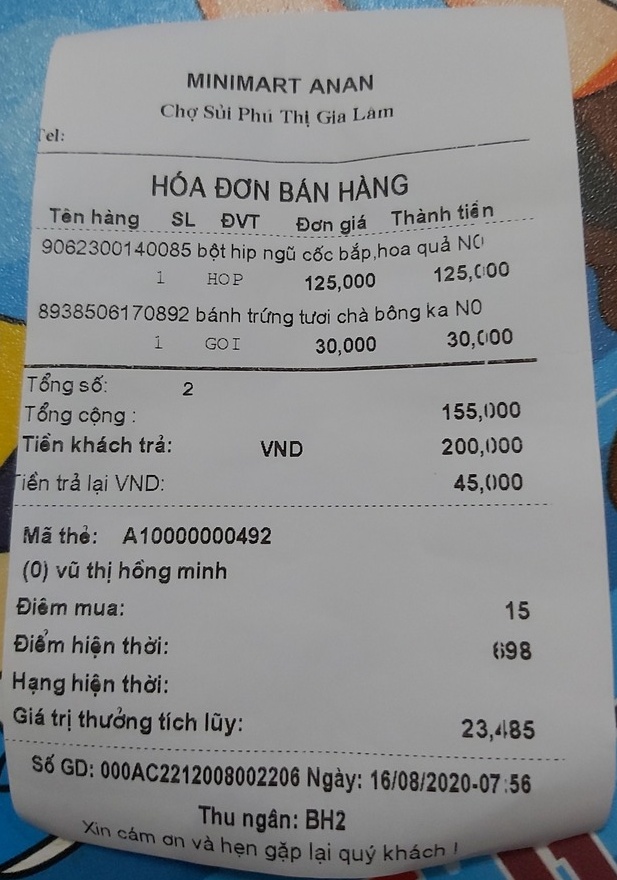 MINIMART ANAN
Chợ Sủi Phú Thị Gia Lâm
Tel:
HÓA ĐƠN BÁN HÀNG
Tên hàng SL ĐVT Đơn giá Thành tiền
9062300140085 bột hip ngũ cốc bắp,hoa quả NO
1 HOP 125,000 125,000
8938506170892 bánh trứng tươi chà bông ka NO
1 GOI 30,000 30,000
Tổng số: 2
Tổng cộng : 155,000
Tiền khách trả: VND 200,000
Tiền trả lại VND: 45,000
Mã thẻ: A10000000492
(0) vũ thị hồng minh
Điểm mua: 15
Điểm hiện thời: 698
Hạng hiện thời:
Giá trị thưởng tích lũy: 23,485
Số GD: 000AC2212008002206 Ngày: 16/08/2020-07:56
Thu ngân: BH2
Xin cám ơn và hẹn gặp lại quý khách !